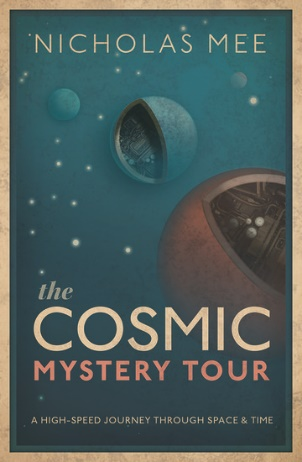 NICHOLAS MEE
the
COSMIC
MYSTERY TOUR
A HIGH-SPEED JOURNEY THROUGH SPACE & TIME